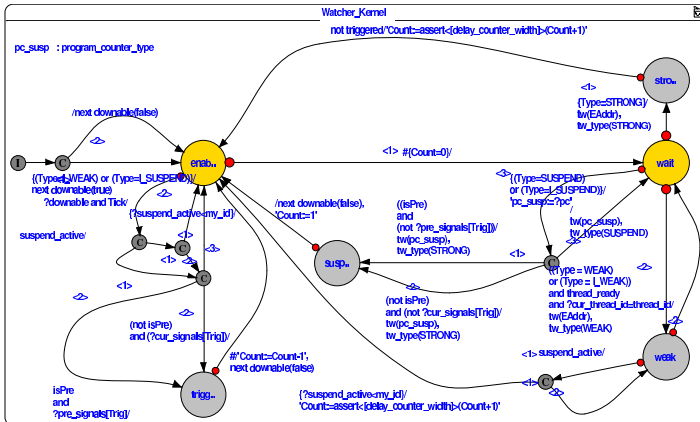 Watcher_Kernel
not triggered/'Count:=assert<[delay_counter_width]>(Count+1)'
pc_susp : program_counter_type
stro..
<1>
{Type=STRONG}/
tw(EAddr),
tw_type(STRONG)
/next downable(false)
<2>
<1> #{Count=0}/
I
C
enab..
wait
{(Type=I_WEAK) or (Type=I_SUSPEND)}/
next downable(true)
?downable and Tick/
<2>
{?suspend_active<my_id}/
suspend_active/
<3>
{(Type=SUSPEND)
or (Type=I_SUSPEND)}/
'pc_susp:=?pc'
/
tw(pc_susp),
tw_type(SUSPEND)
<3>
/next downable(false),
'Count:=1'
((isPre)
and
(not ?pre_signals[Trig]))/
tw(pc_susp),
tw_type(STRONG)
<1>
C
C
<1>
<3>
<1>
<2>
C
susp..
C
<2>
(not isPre)
and (not ?cur_signals[Trig])/
tw(pc_susp),
tw_type(STRONG)
{(Type = WEAK)
or (Type = I_WEAK)}
and thread_ready
and ?cur_thread_id=thread_id/
tw(EAddr),
tw_type(WEAK)
<2>
<1>
<2>
<2>
(not isPre)
and (?cur_signals[Trig])/
<2>
#/'Count:=Count-1',
next downable(false)
<1> suspend_active/
weak
<1>
C
<2>
trigg..
isPre
and
?pre_signals[Trig]/
{?suspend_active<my_id}/
'Count:=assert<[delay_counter_width]>(Count+1)'